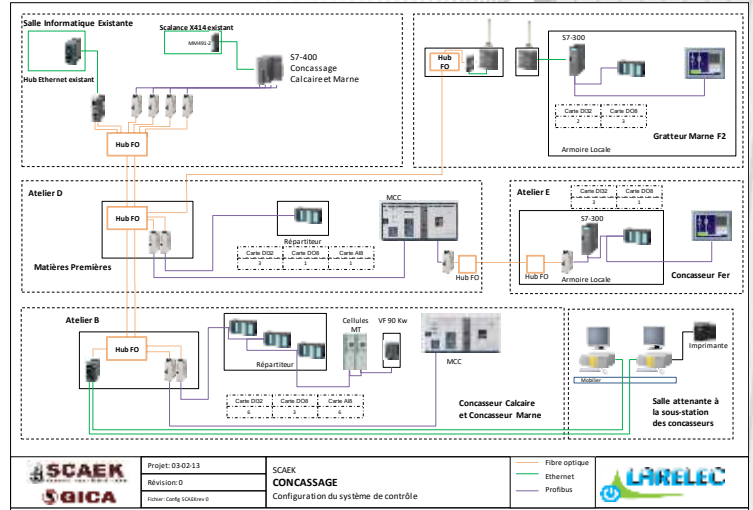 Salle Informatique Existante
Scalance X414 existant
MM491-2
Hub Ethernet existant
S7-400
Concassage
Calcaire et Marne
Hub FO
Hub FO
S7-300
Carte DI32 Carte DO8
2 3
Gratteur Marne F2
Armoire Locale
Atelier D
Hub FO
Matières Premières
Répartiteur
Carte DI32 Carte DO8 Carte AI8
3 1
MCC
Hub FO
Atelier E
Carte DI32 Carte DO8
3 1
S7-300
Hub FO
Armoire Locale
Concasseur Fer
Atelier B
Hub FO
Répartiteur
Carte DI32 Carte DO8 Carte AI8
6 3 6
Cellules
MT
VF 90 Kw
MCC
Concasseur Calcaire
et Concasseur Marne
Imprimante
Mobilier
Salle attenante à
la sous-station
des concasseurs
SCAEK
GICA
Projet: 03-02-13
Révision: 0
Fichier: Config SCAEKrev 0
SCAEK
CONCASSAGE
Configuration du système de contrôle
Fibre optique
Ethernet
Profibus
LARELEC